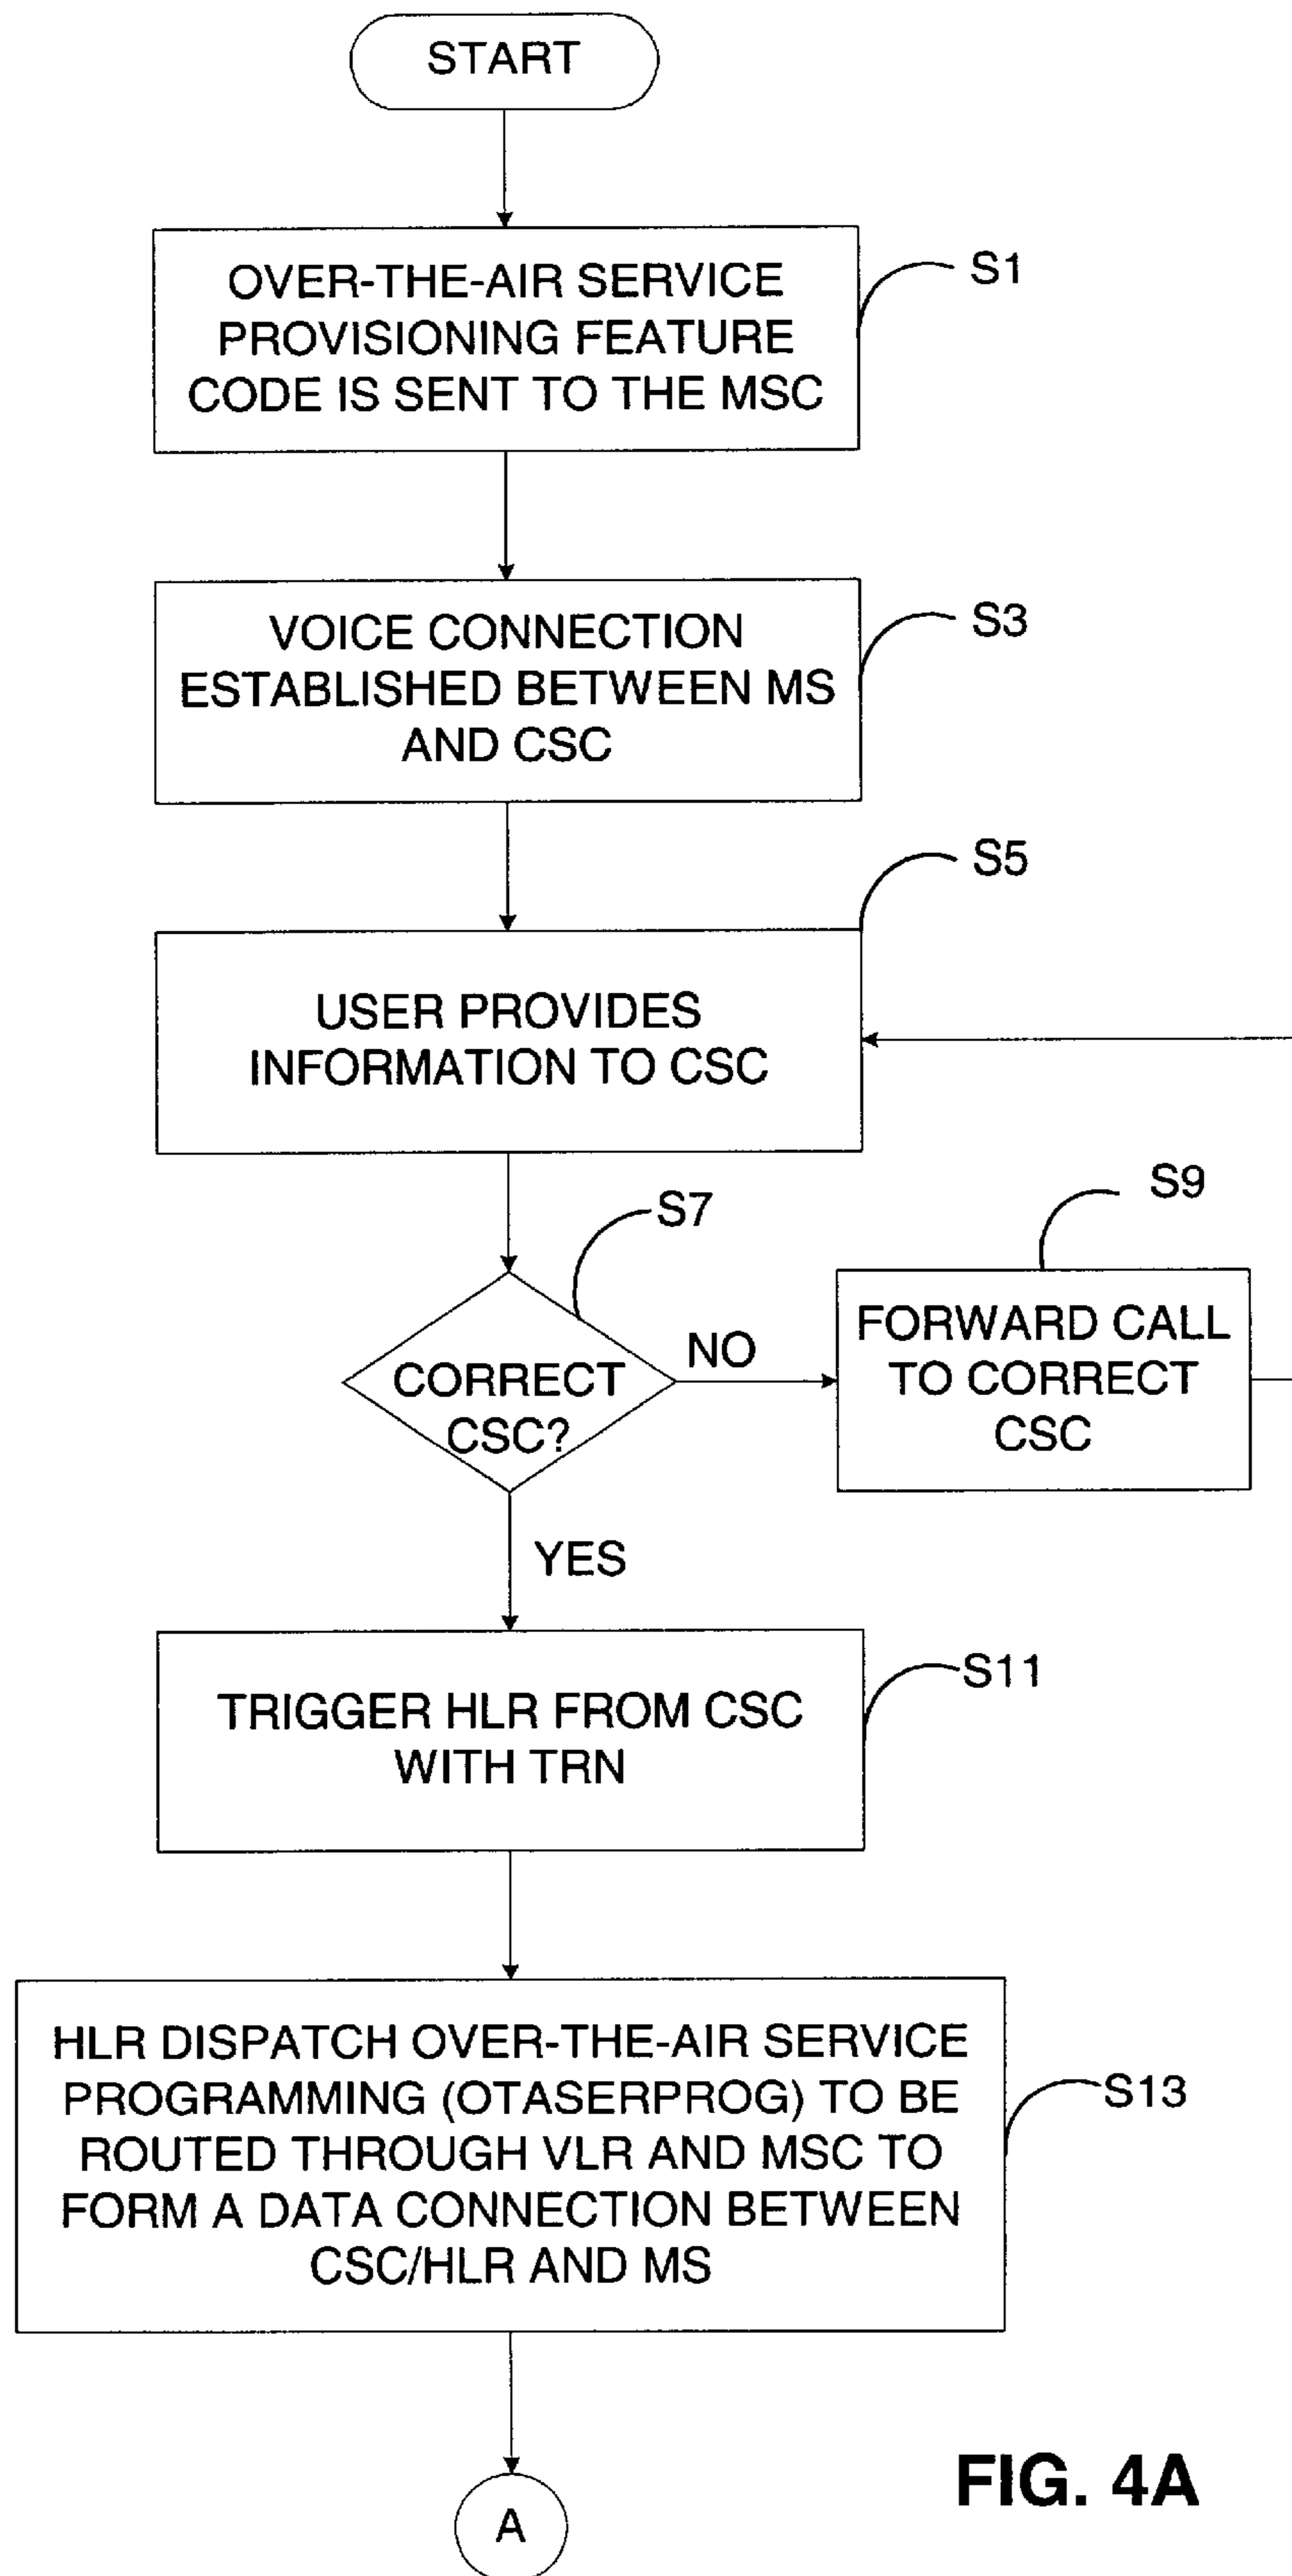 START
OVER-THE-AIR SERVICE
PROVISIONING FEATURE
CODE IS SENT TO THE MSC
S1
VOICE CONNECTION
ESTABLISHED BETWEEN MS
AND CSC
S3
S5
USER PROVIDES
INFORMATION TO CSC
S7
S9
CORRECT
CSC?
NO
FORWARD CALL
TO CORRECT
CSC
YES
TRIGGER HLR FROM CSC
WITH TRN
S11
HLR DISPATCH OVER-THE-AIR SERVICE
PROGRAMMING (OTASERPROG) TO BE
ROUTED THROUGH VLR AND MSC TO
FORM A DATA CONNECTION BETWEEN
CSC/HLR AND MS
S13
A
FIG. 4A